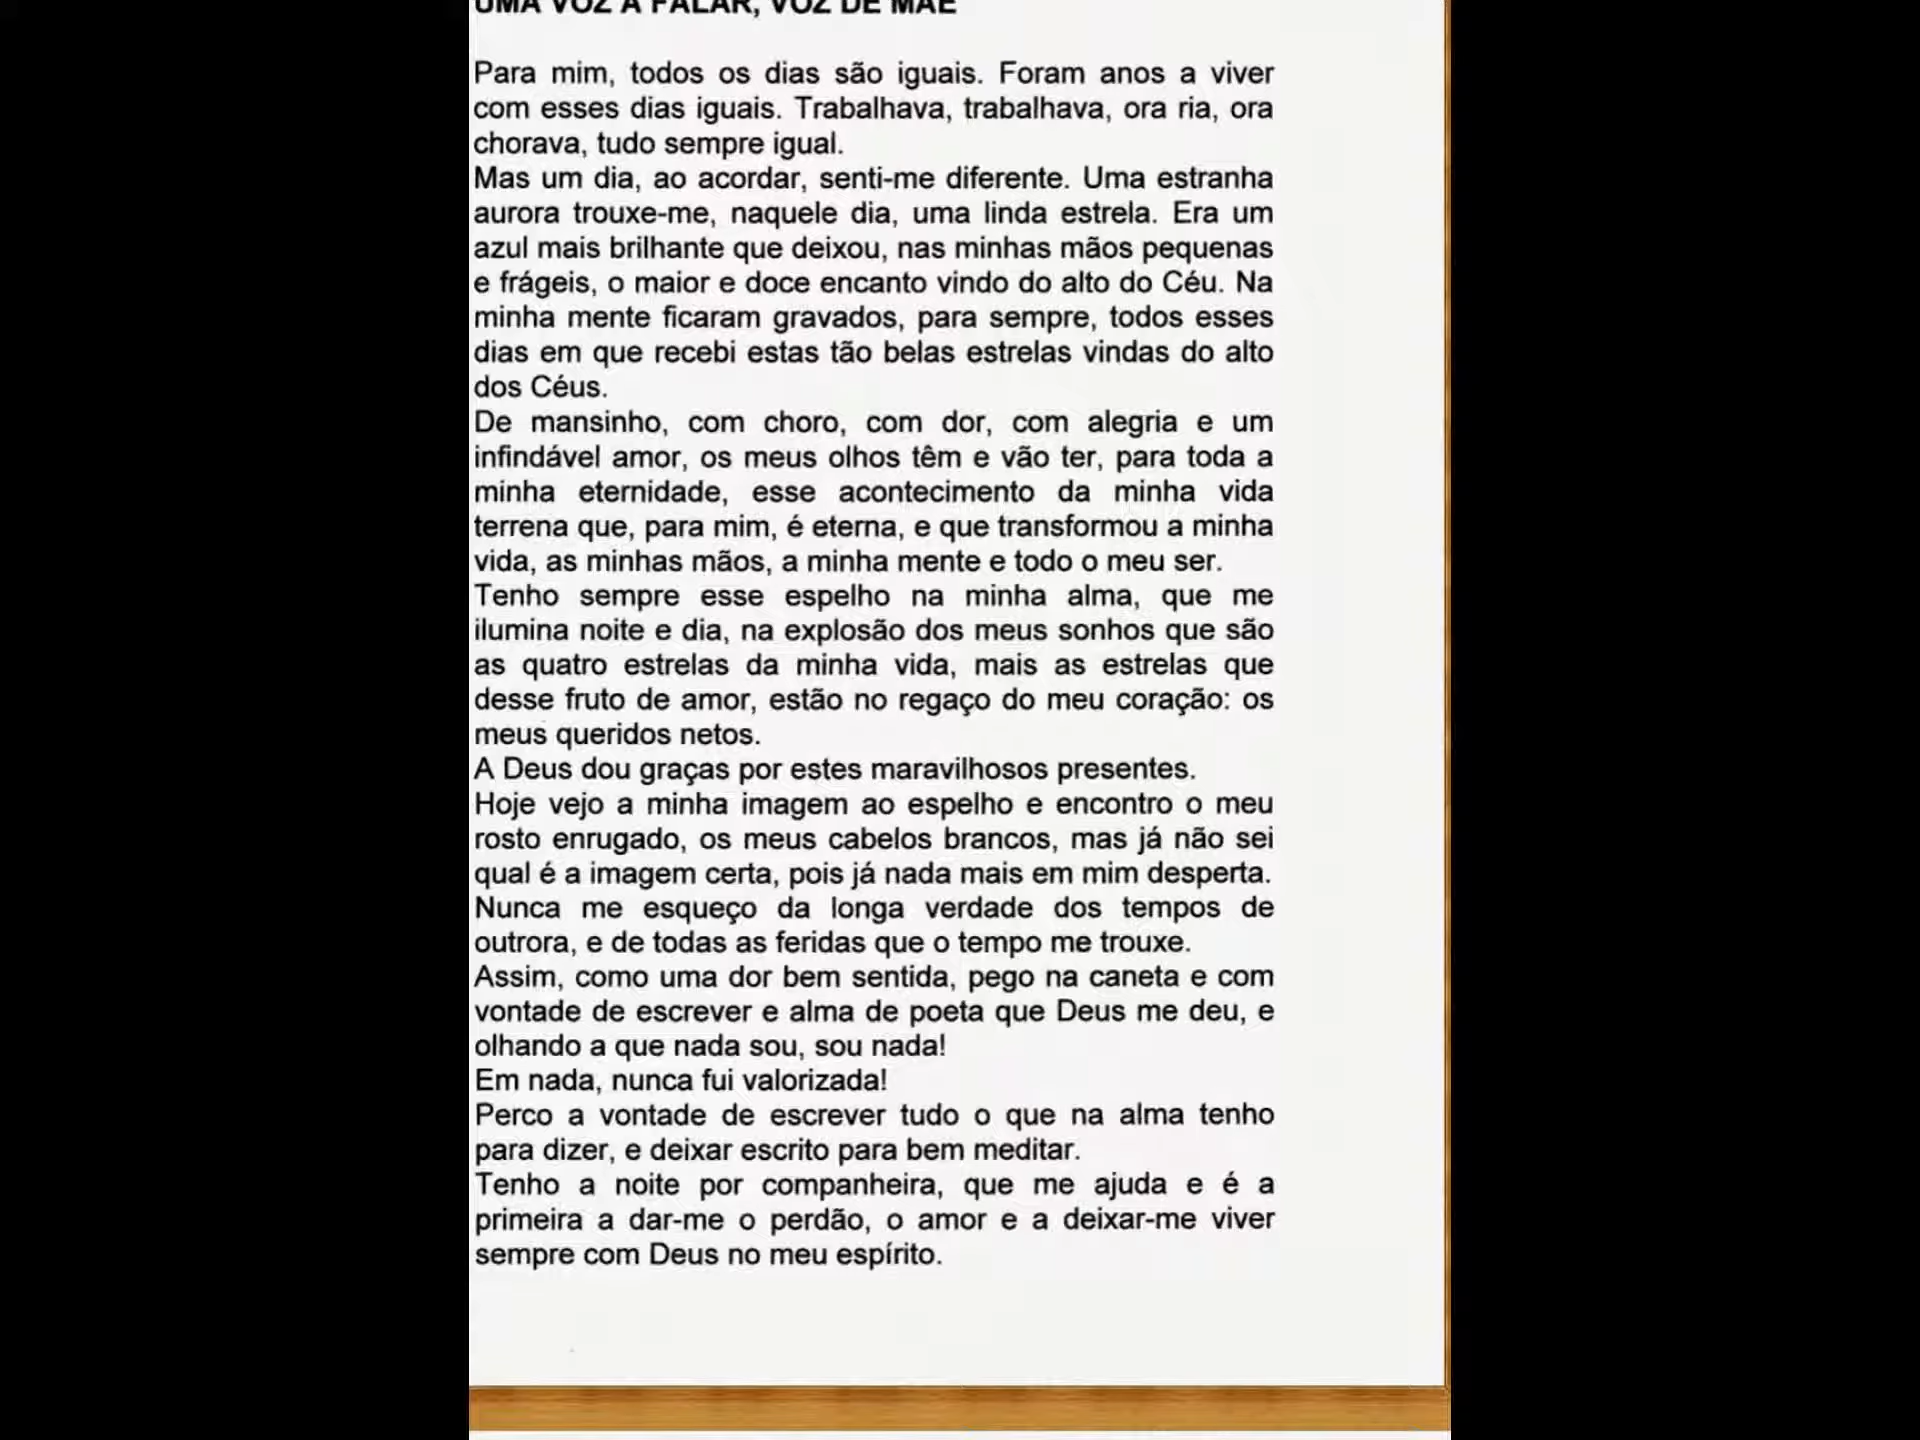 UMA VOZ A FALAR, VOZ DE MÃE
Para mim, todos os dias são iguais. Foram anos a viver
com esses dias iguais. Trabalhava, trabalhava, ora ria, ora
chorava, tudo sempre igual.
Mas um dia, ao acordar, senti-me diferente. Uma estranha
aurora trouxe-me, naquele dia, uma linda estrela. Era um
azul mais brilhante que deixou, nas minhas mãos pequenas
e frágeis, o maior e doce encanto vindo do alto do Céu. Na
minha mente ficaram gravados, para sempre, todos esses
dias em que recebi estas tão belas estrelas vindas do alto
dos Céus.
De mansinho, com choro, com dor, com alegria e um
infindável amor, os meus olhos têm e vão ter, para toda a
minha eternidade, esse acontecimento da minha vida
terrena que, para mim, é eterna, e que transformou a minha
vida, as minhas mãos, a minha mente e todo o meu ser.
Tenho sempre esse espelho na minha alma, que me
ilumina noite e dia, na explosão dos meus sonhos que são
as quatro estrelas da minha vida, mais as estrelas que
desse fruto de amor, estão no regaço do meu coração: os
meus queridos netos.
A Deus dou graças por estes maravilhosos presentes.
Hoje vejo a minha imagem ao espelho e encontro o meu
rosto enrugado, os meus cabelos brancos, mas já não sei
qual é a imagem certa, pois já nada mais em mim desperta.
Nunca me esqueço da longa verdade dos tempos de
outrora, e de todas as feridas que o tempo me trouxe.
Assim, como uma dor bem sentida, pego na caneta e com
vontade de escrever e alma de poeta que Deus me deu, e
olhando a que nada sou, sou nada!
Em nada, nunca fui valorizada!
Perco a vontade de escrever tudo o que na alma tenho
para dizer, e deixar escrito para bem meditar.
Tenho a noite por companheira, que me ajuda e é a
primeira a dar-me o perdão, o amor e a deixar-me viver
sempre com Deus no meu espírito.